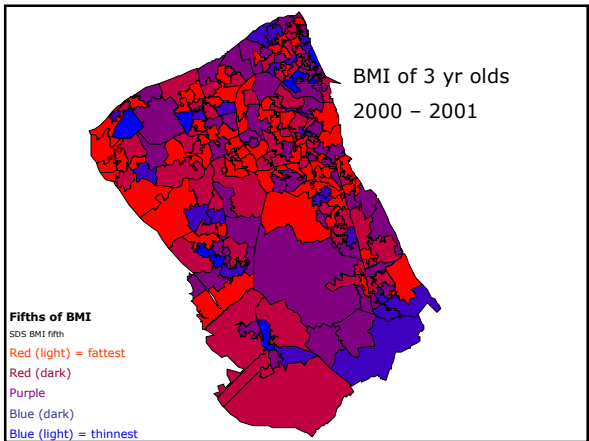 BMI of 3 yr olds
2000 – 2001
Fifths of BMI
SDS BMI fifth
Red (light) = fattest
Red (dark)
Purple
Blue (dark)
Blue (light) = thinnest